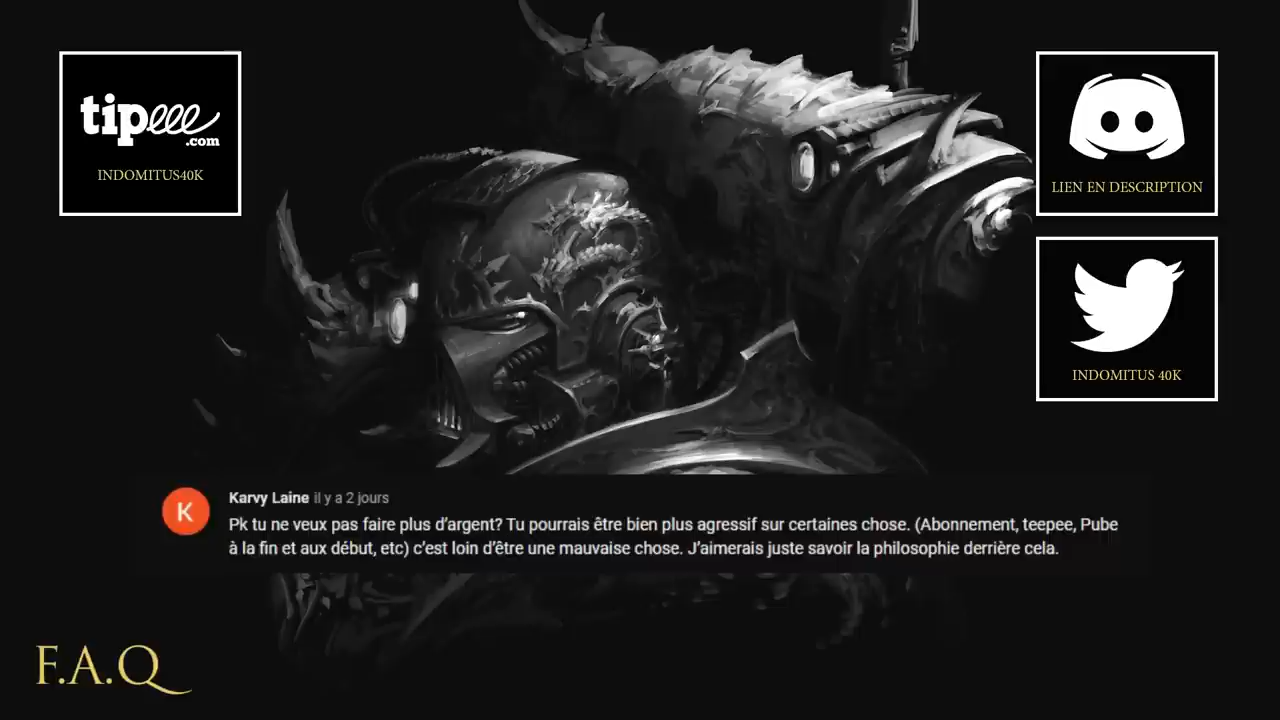 tipeee
.com
INDOMITUS40K
LIEN EN DESCRIPTION
INDOMITUS 40K
K
Karvy Laine il y a 2 jours
Pk tu ne veux pas faire plus d'argent? Tu pourrais être bien plus agressif sur certaines chose. (Abonnement, teepee, Pube
à la fin et aux début, etc) c'est loin d'être une mauvaise chose. J'aimerais juste savoir la philosophie derrière cela.
F.A.Q